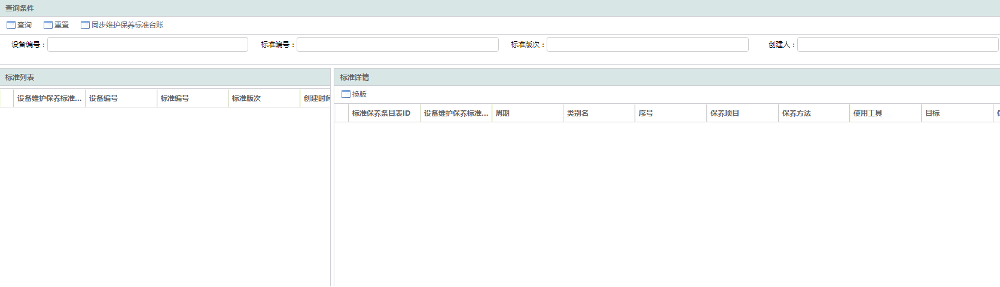 查询条件
查询 重置 同步维护保养标准台账
设备编号： 标准编号： 标准版次： 创建人：
标准列表
设备维护保养标准... 设备编号 标准编号 标准版次 创建时间
标准详情
换版
标准保养条目表ID 设备维护保养标准... 周期 类别名 序号 保养项目 保养方法 使用工具 目标